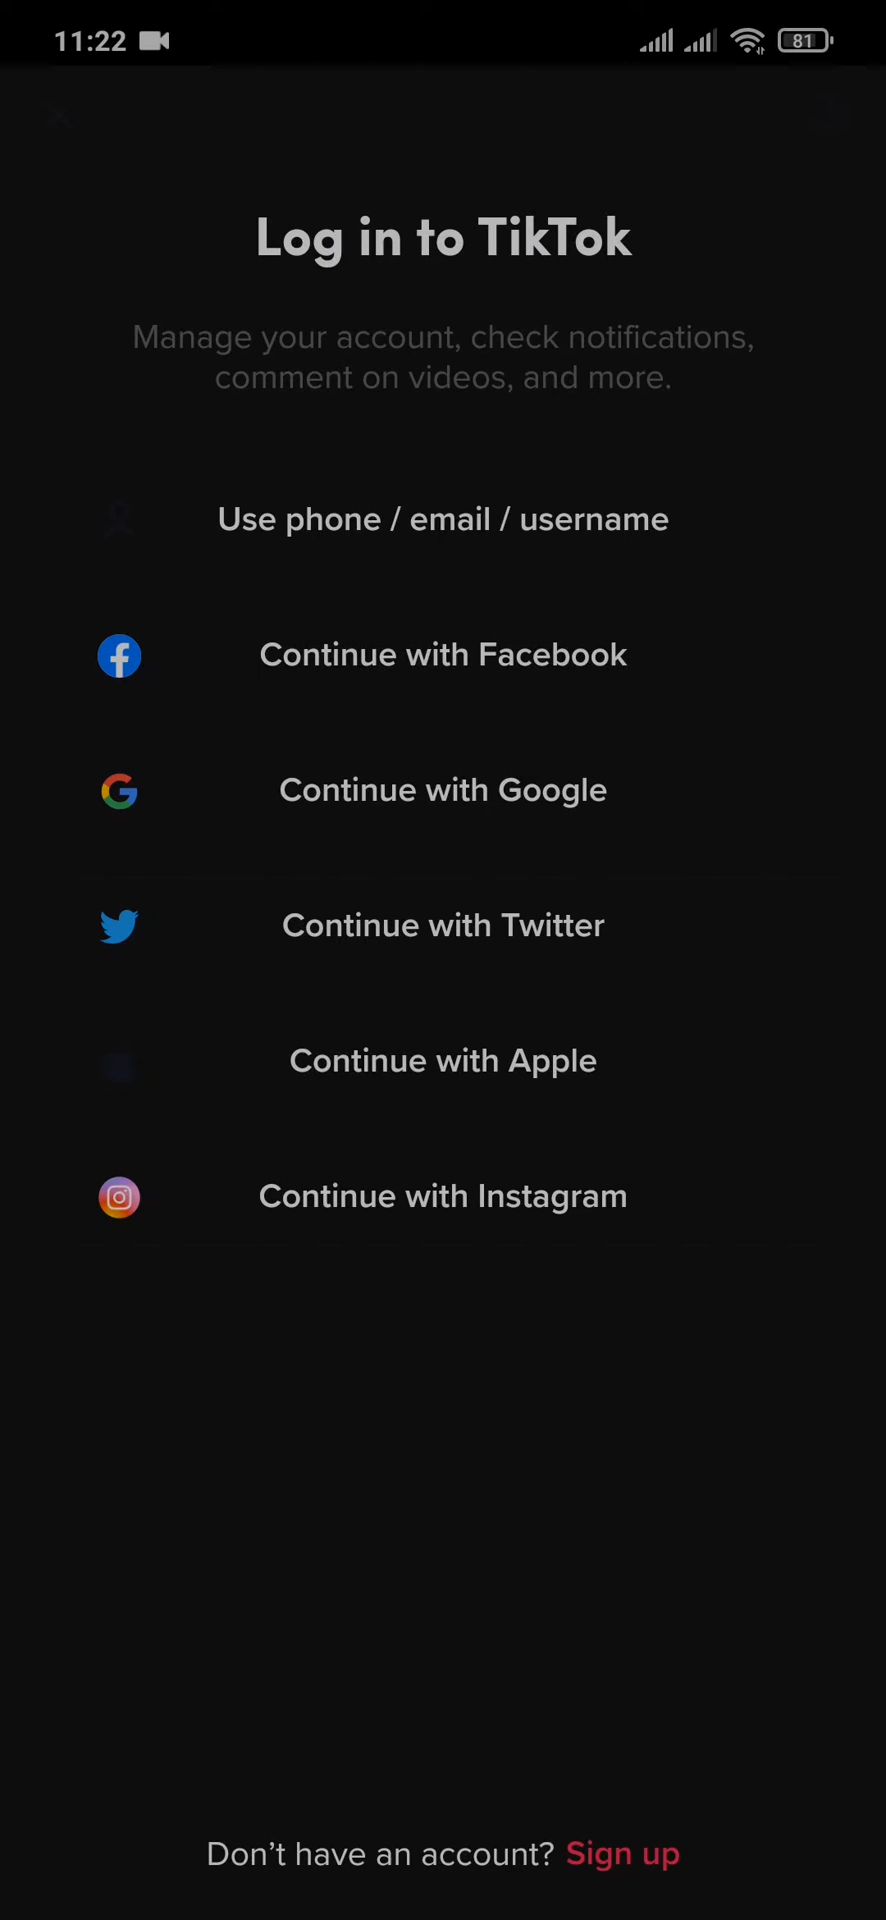 11:22
81
Log in to TikTok
Manage your account, check notifications,
comment on videos, and more.
Use phone / email / username
Continue with Facebook
Continue with Google
Continue with Twitter
Continue with Apple
Continue with Instagram
Don’t have an account? Sign up